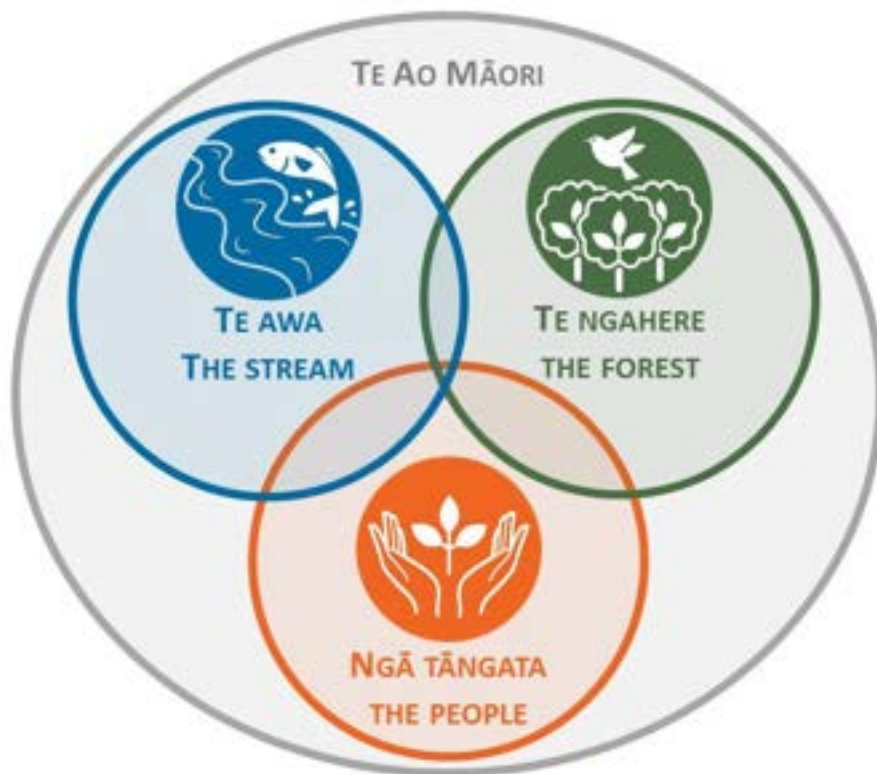 TE AO MĀORI
TE AWA
THE STREAM
TE NGAHERE
THE FOREST
NGĀ TĀNGATA
THE PEOPLE